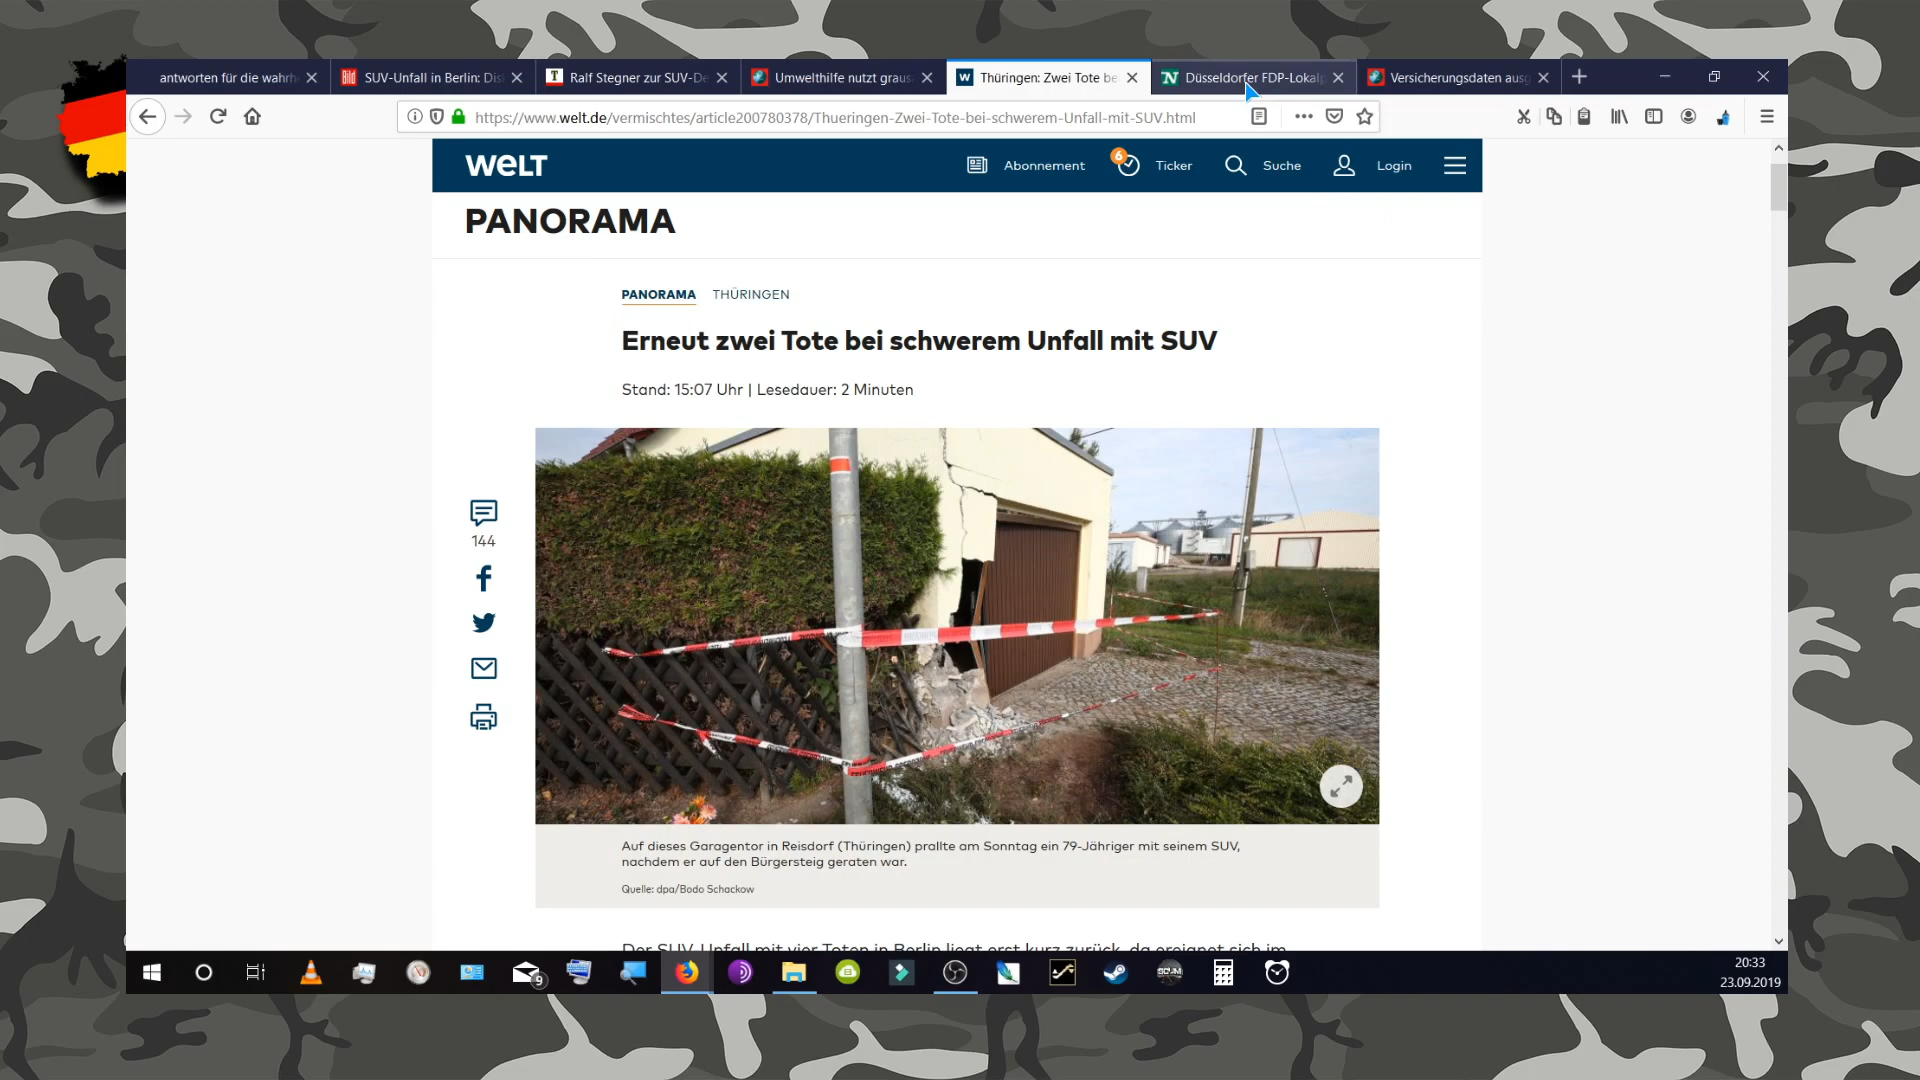 antworten für die wahrh
SUV-Unfall in Berlin: Dis
Ralf Stegner zur SUV-De
Umwelthilfe nutzt graus
Thüringen: Zwei Tote be
Düsseldorfer FDP-Lokalp
Versicherungsdaten ausg
https://www.welt.de/vermischtes/article200780378/Thueringen-Zwei-Tote-bei-schwerem-Unfall-mit-SUV.html
WELT
Abonnement
6
Ticker
Suche
Login
PANORAMA
PANORAMA THÜRINGEN
Erneut zwei Tote bei schwerem Unfall mit SUV
Stand: 15:07 Uhr | Lesedauer: 2 Minuten
144
Auf dieses Garagentor in Reisdorf (Thüringen) prallte am Sonntag ein 79-Jähriger mit seinem SUV,
nachdem er auf den Bürgersteig geraten war.
Quelle: dpa/Bodo Schackow
Der SUV-Unfall mit vier Toten in Berlin liegt erst kurz zurück, da ereignet sich im
9
SCUM
20:33
23.09.2019